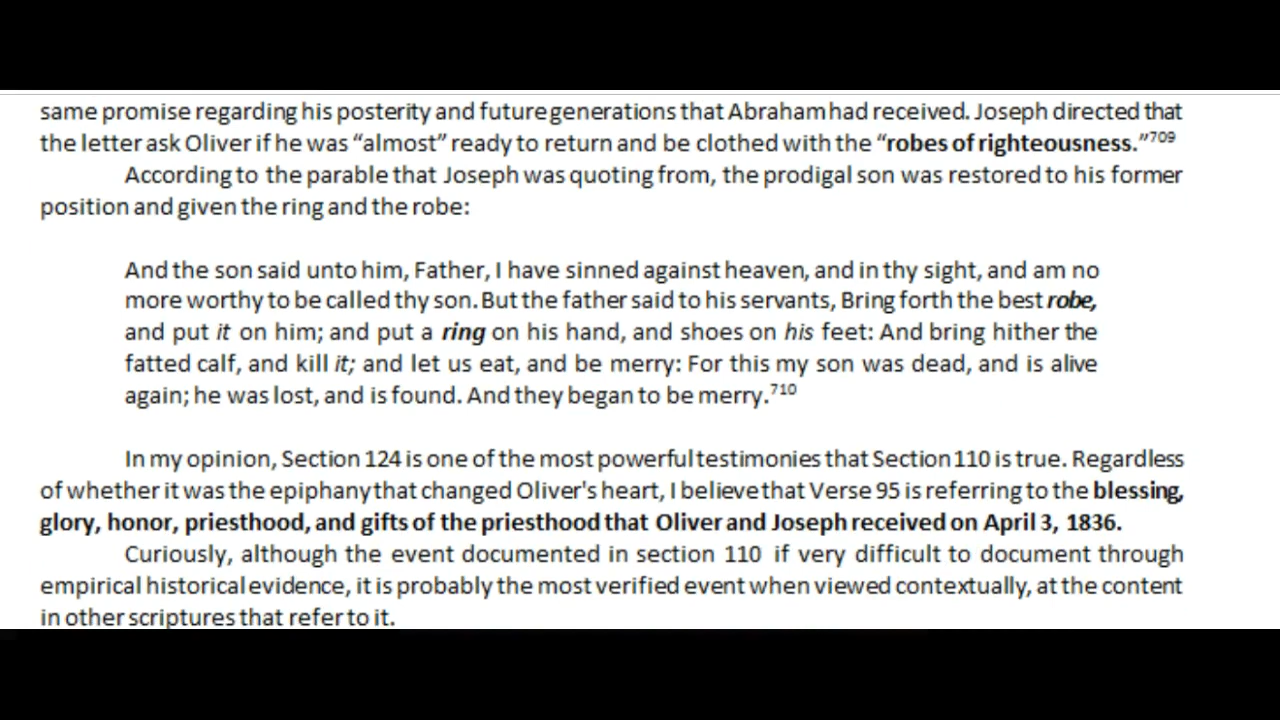 same promise regarding his posterity and future generations that Abraham had received. Joseph directed that
the letter ask Oliver if he was “almost” ready to return and be clothed with the “robes of righteousness.”709
According to the parable that Joseph was quoting from, the prodigal son was restored to his former
position and given the ring and the robe:
And the son said unto him, Father, I have sinned against heaven, and in thy sight, and am no
more worthy to be called thy son. But the father said to his servants, Bring forth the best robe,
and put it on him; and put a ring on his hand, and shoes on his feet: And bring hither the
fatted calf, and kill it; and let us eat, and be merry: For this my son was dead, and is alive
again; he was lost, and is found. And they began to be merry.710
In my opinion, Section 124 is one of the most powerful testimonies that Section 110 is true. Regardless
of whether it was the epiphany that changed Oliver's heart, I believe that Verse 95 is referring to the blessing,
glory, honor, priesthood, and gifts of the priesthood that Oliver and Joseph received on April 3, 1836.
Curiously, although the event documented in section 110 if very difficult to document through
empirical historical evidence, it is probably the most verified event when viewed contextually, at the content
in other scriptures that refer to it.